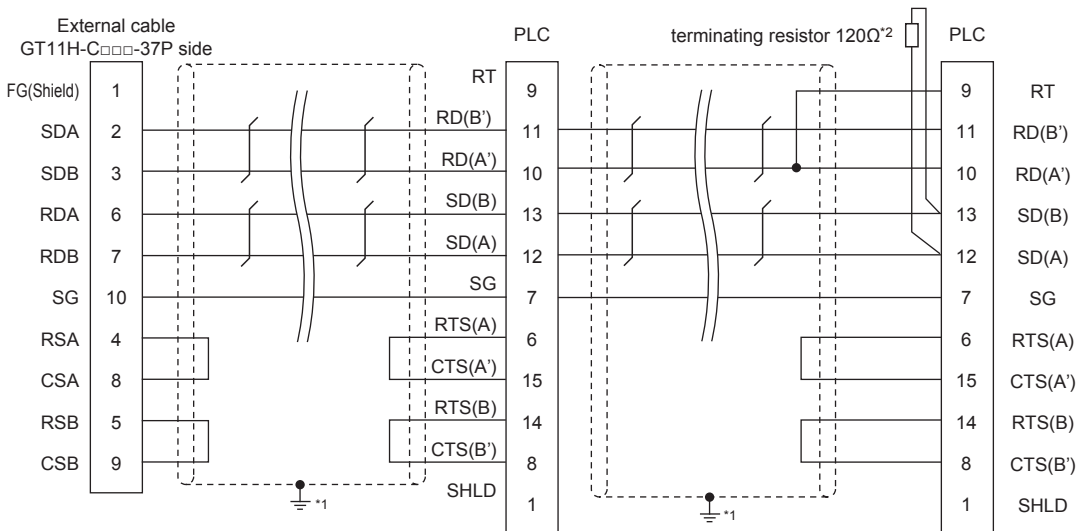 External cable
GT11H-C□□□-37P side
PLC
terminating resistor 120Ω*2
PLC
FG(Shield) 1
RT 9
9 RT
SDA 2
RD(B') 11
11 RD(B')
SDB 3
RD(A') 10
10 RD(A')
RDA 6
SD(B) 13
13 SD(B)
RDB 7
SD(A) 12
12 SD(A)
SG 10
SG 7
7 SG
RSA 4
RTS(A) 6
6 RTS(A)
CSA 8
CTS(A') 15
15 CTS(A')
RSB 5
RTS(B) 14
14 RTS(B)
CSB 9
CTS(B') 8
8 CTS(B')
SHLD 1
1 SHLD
*1
*1